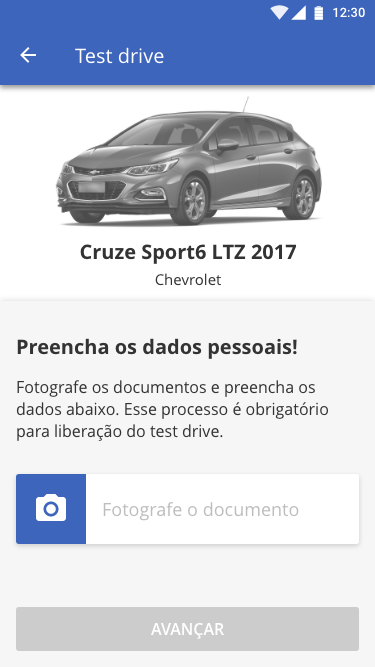 12:30
Test drive
Cruze Sport6 LTZ 2017
Chevrolet
Preencha os dados pessoais!
Fotografe os documentos e preencha os
dados abaixo. Esse processo é obrigatório
para liberação do test drive.
Fotografe o documento
AVANÇAR